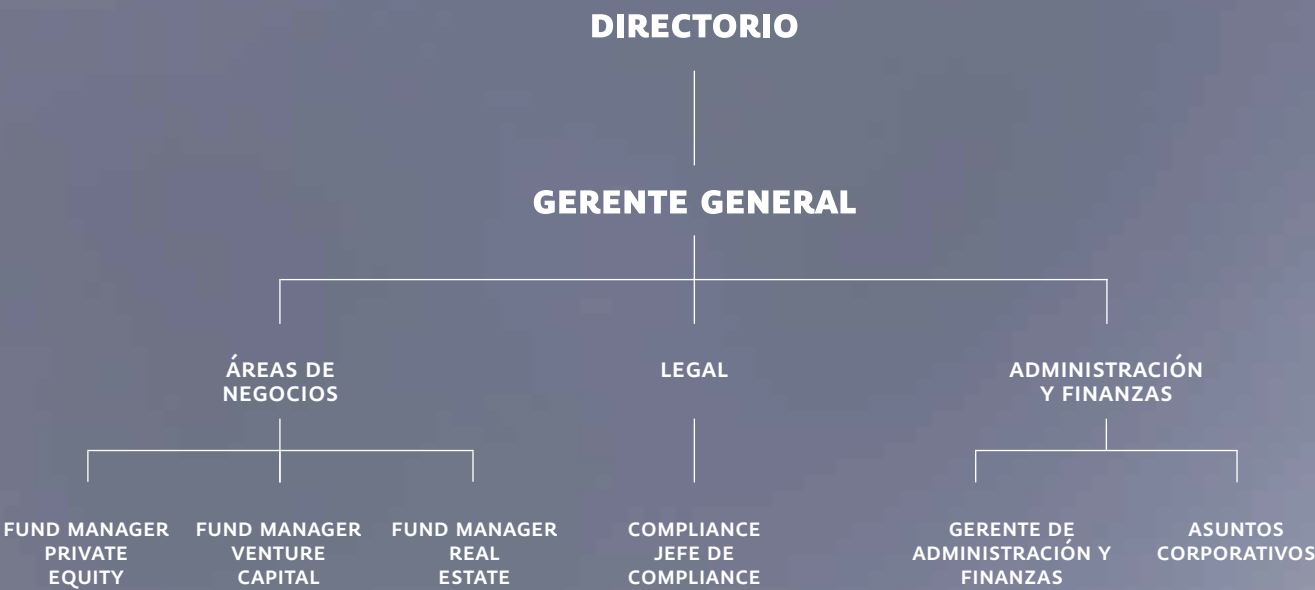 DIRECTORIO
GERENTE GENERAL
ÁREAS DE
NEGOCIOS
LEGAL
ADMINISTRACIÓN
Y FINANZAS
FUND MANAGER
PRIVATE
EQUITY
FUND MANAGER
VENTURE
CAPITAL
FUND MANAGER
REAL
ESTATE
COMPLIANCE
JEFE DE
COMPLIANCE
GERENTE DE
ADMINISTRACIÓN Y
FINANZAS
ASUNTOS
CORPORATIVOS